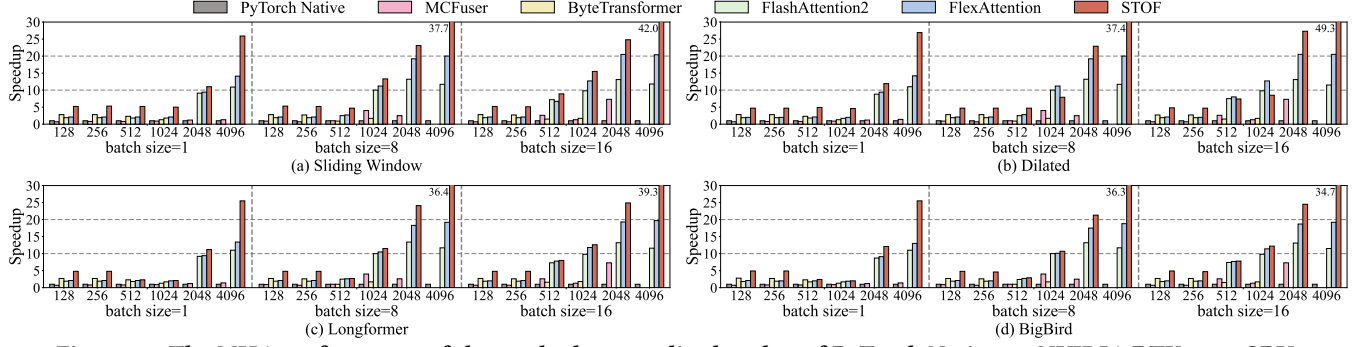 PyTorch Native MCFuser ByteTransformer FlashAttention2 FlexAttention STOF
Speedup
30
20
15
10
5
0
37.7
42.0
128 256 512 1024 2048 4096 128 256 512 1024 2048 4096 128 256 512 1024 2048 4096
batch size=1 batch size=8 batch size=16
(a) Sliding Window
Speedup
30
20
15
10
5
0
37.4
49.3
128 256 512 1024 2048 4096 128 256 512 1024 2048 4096 128 256 512 1024 2048 4096
batch size=1 batch size=8 batch size=16
(b) Dilated
Speedup
30
20
10
5
0
36.4
39.3
128 256 512 1024 2048 4096 128 256 512 1024 2048 4096 128 256 512 1024 2048 4096
batch size=1 batch size=8 batch size=16
(c) Longformer
Speedup
30
20
10
5
0
36.3
34.7
128 256 512 1024 2048 4096 128 256 512 1024 2048 4096 128 256 512 1024 2048 4096
batch size=1 batch size=8 batch size=16
(d) BigBird